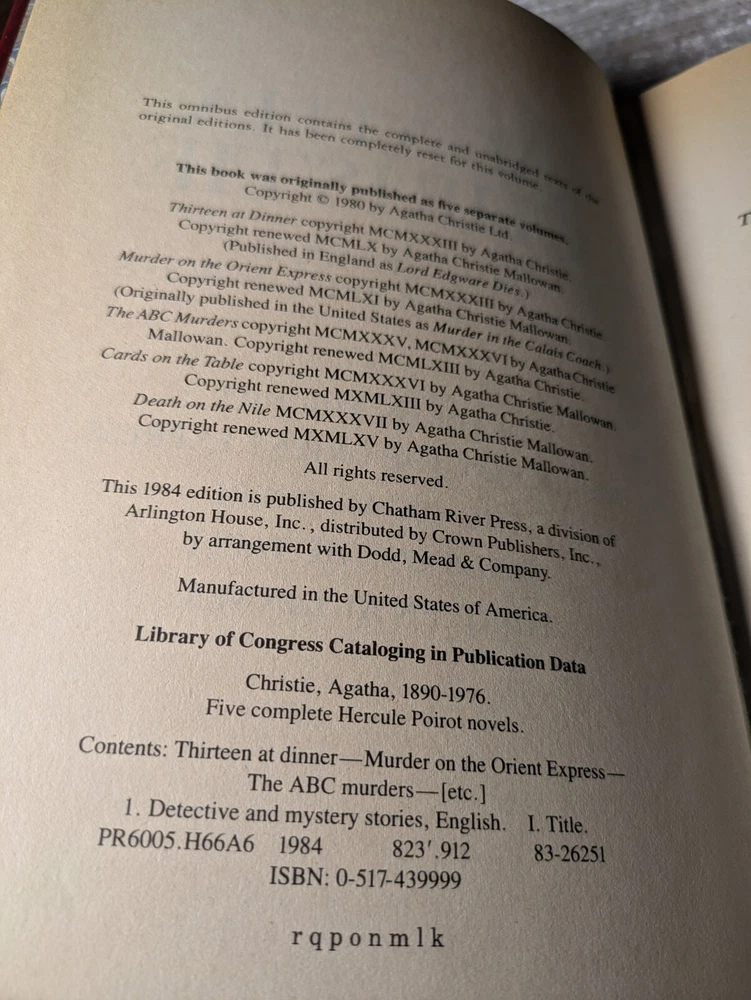 This omnibus edition contains the complete and unabridged texts of the
original editions. It has been completely reset for this volume.
This book was originally published as five separate volumes.
Copyright © 1980 by Agatha Christie Ltd.
Thirteen at Dinner copyright MCMXXXIII by Agatha Christie.
Copyright renewed MCMLX by Agatha Christie Mallowan.
(Published in England as Lord Edgware Dies.)
Murder on the Orient Express copyright MCMXXXIII by Agatha Christie
Copyright renewed MCMLXI by Agatha Christie Mallowan.
(Originally published in the United States as Murder in the Calais Coach.)
The ABC Murders copyright MCMXXXV, MCMXXXVI by Agatha Christie
Mallowan. Copyright renewed MCMLXIII by Agatha Christie.
Cards on the Table copyright MCMXXXVI by Agatha Christie Mallowan.
Copyright renewed MXMLXIII by Agatha Christie.
Death on the Nile MCMXXXVII by Agatha Christie Mallowan.
Copyright renewed MXMLXV by Agatha Christie Mallowan.
All rights reserved.
This 1984 edition is published by Chatham River Press, a division of
Arlington House, Inc., distributed by Crown Publishers, Inc.,
by arrangement with Dodd, Mead & Company.
Manufactured in the United States of America.
Library of Congress Cataloging in Publication Data
Christie, Agatha, 1890-1976.
Five complete Hercule Poirot novels.
Contents: Thirteen at dinner—Murder on the Orient Express—
The ABC murders—[etc.]
1. Detective and mystery stories, English. I. Title.
PR6005.H66A6 1984 823′.912 83-26251
ISBN: 0-517-439999
r q p o n m l k
T